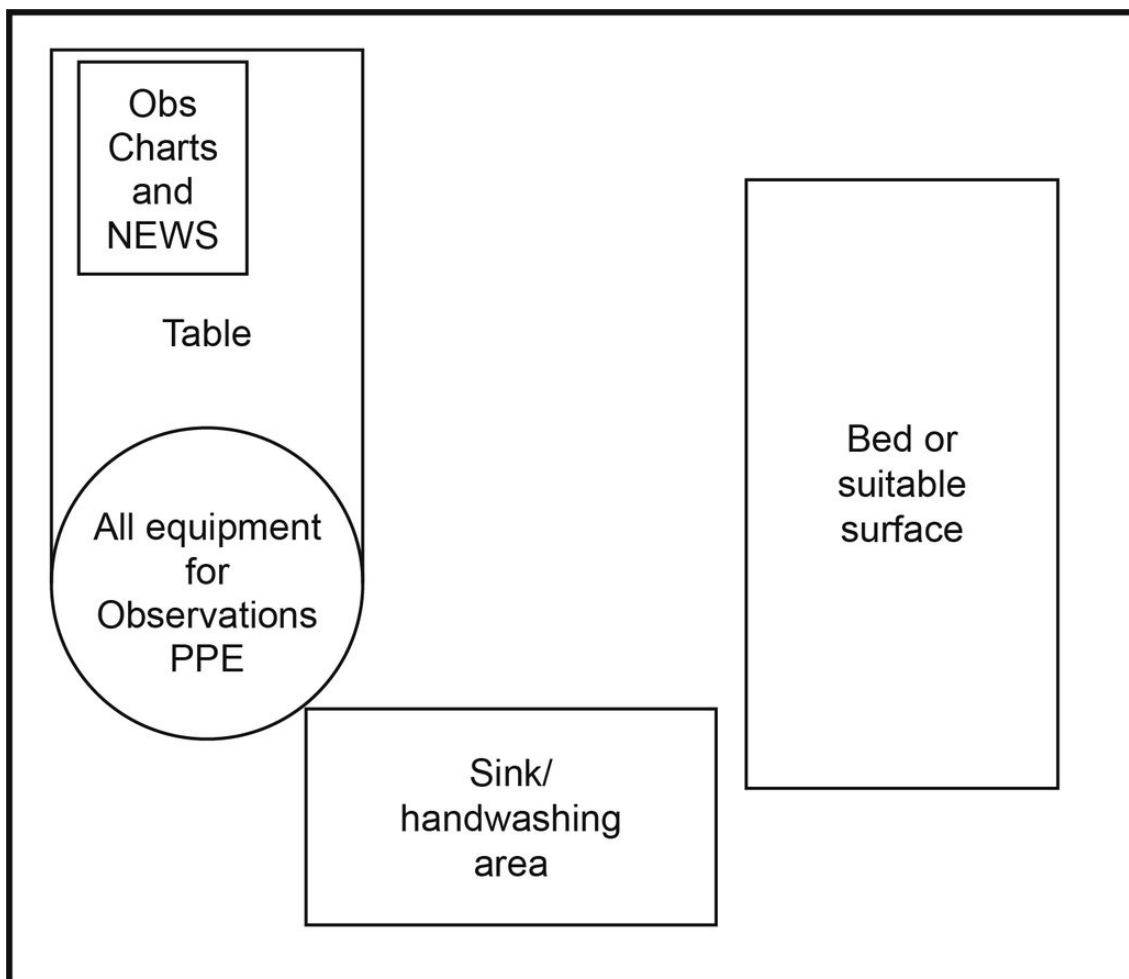 Obs
Charts
and
NEWS
Table
All equipment
for
Observations
PPE
Bed or
suitable
surface
Sink/
handwashing
area